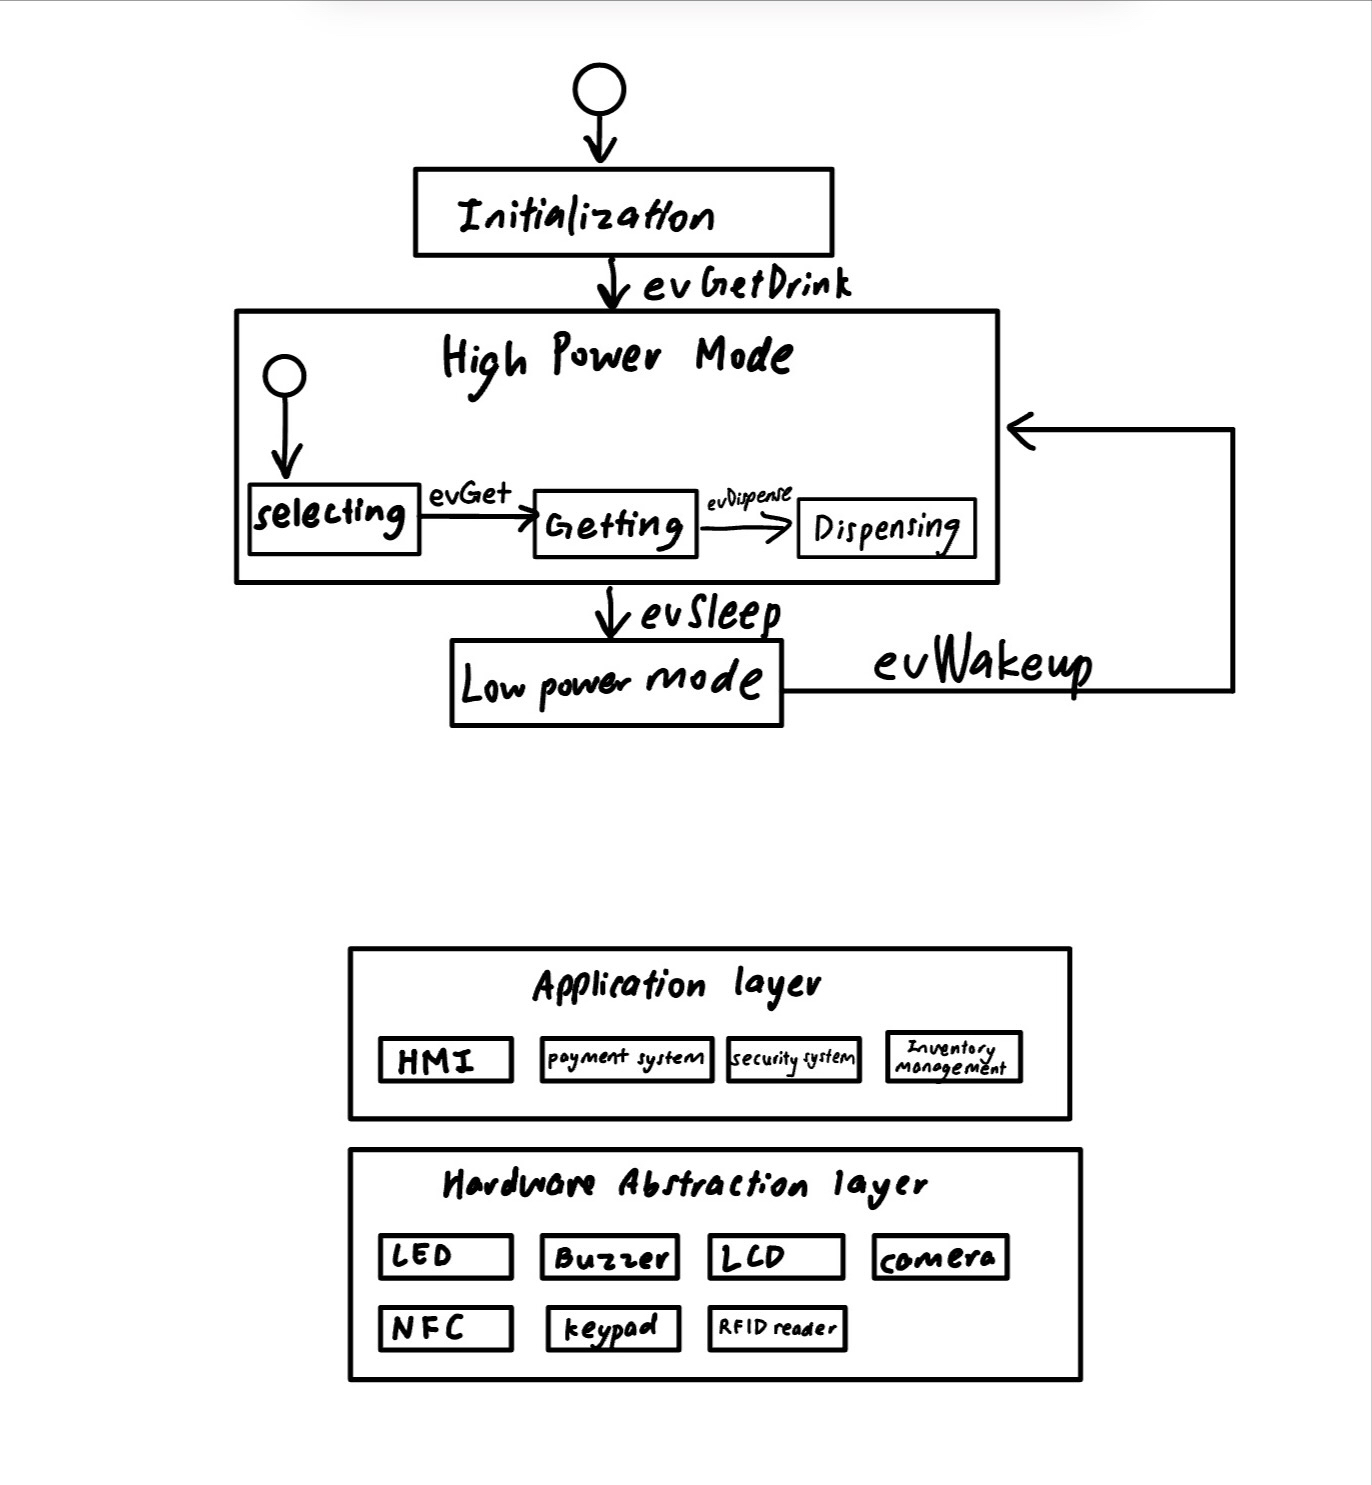 Initialization
evGetDrink
High Power Mode
selecting
evGet
Getting
evDispense
Dispensing
evSleep
Low power mode
evWakeup
Application layer
HMI
payment system
security system
Inventory
management
Hardware Abstraction layer
LED
Buzzer
LCD
camera
NFC
keypad
RFID reader